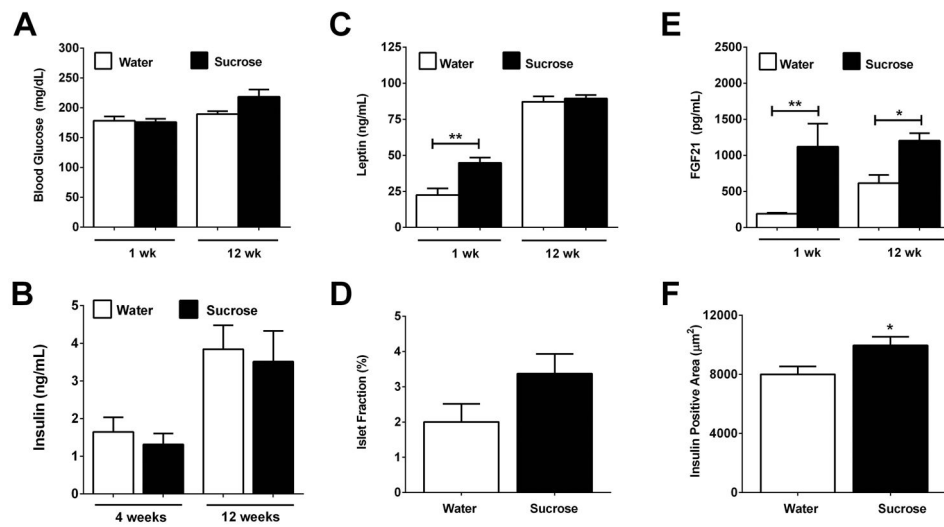 A
Blood Glucose (mg/dL)
300
250
200
150
100
50
0
Water
Sucrose
1 wk
12 wk
C
Leptin (ng/mL)
125
100
75
50
25
0
Water
Sucrose
**
1 wk
12 wk
E
FGF21 (pg/mL)
2500
2000
1500
1000
500
0
Water
Sucrose
**
*
1 wk
12 wk
B
Insulin (ng/mL)
5
4
3
2
1
0
Water
Sucrose
4 weeks
12 weeks
D
Islet Fraction (%)
5
4
3
2
1
0
Water
Sucrose
F
Insulin Positive Area (μm²)
12000
8000
4000
0
*
Water
Sucrose